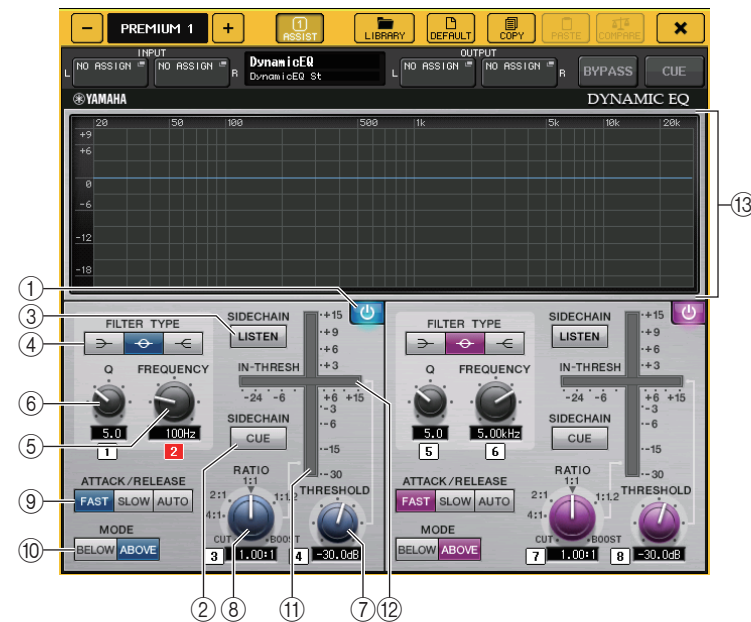 PREMIUM 1
1
ASSIST
LIBRARY
DEFAULT
COPY
PASTE
COMPARE
INPUT
L
NO ASSIGN
NO ASSIGN
R
DynamicEQ
DynamicEQ St
OUTPUT
L
NO ASSIGN
NO ASSIGN
R
BYPASS
CUE
YAMAHA
DYNAMIC EQ
20 50 100 500 1k 5k 10k 20k
+9
+6
0
-6
-12
-18
⑬
①
③
④
⑥
⑤
⑨
⑩
FILTER TYPE
Q
FREQUENCY
5.0
100Hz
1
2
ATTACK/RELEASE
FAST SLOW AUTO
MODE
BELOW ABOVE
SIDECHAIN
LISTEN
IN-THRESH
-24 -6 +6 +15
+15
+9
+6
+3
-3
-6
-15
-30
SIDECHAIN
CUE
RATIO
1:1
2:1
1:1.2
4:1
CUT
BOOST
3
1.00:1
THRESHOLD
4
-30.0dB
FILTER TYPE
Q
FREQUENCY
5.0
5.00kHz
5
6
ATTACK/RELEASE
FAST SLOW AUTO
MODE
BELOW ABOVE
SIDECHAIN
LISTEN
IN-THRESH
-24 -6 +6 +15
+15
+9
+6
+3
-3
-6
-15
-30
SIDECHAIN
CUE
RATIO
1:1
2:1
1:1.2
4:1
CUT
BOOST
7
1.00:1
THRESHOLD
8
-30.0dB
② ⑧ ⑪ ⑦ ⑫